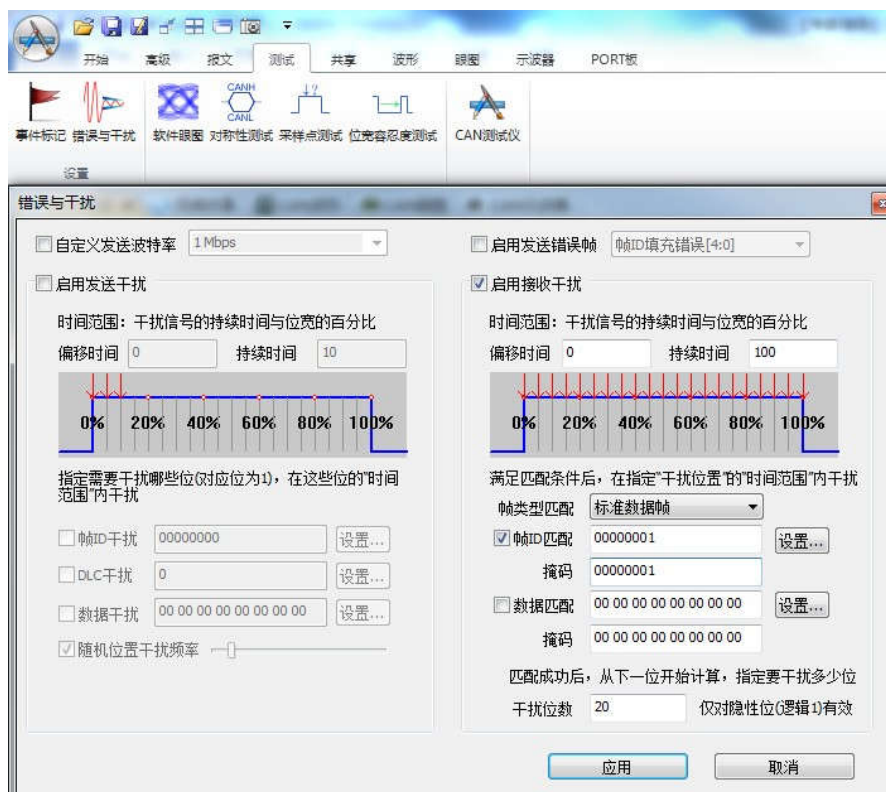 开始 高级 报文 测试 共享 波形 眼图 示波器 PORT板
CANH
CANL
事件标记 错误与干扰 软件眼图 对称性测试 采样点测试 位宽容忍度测试 CAN测试仪
设置
错误与干扰
自定义发送波特率 1 Mbps
启用发送错误帧 帧ID填充错误[4:0]
启用发送干扰
时间范围：干扰信号的持续时间与位宽的百分比
偏移时间 0 持续时间 10
0% 20% 40% 60% 80% 100%
指定需要干扰哪些位(对应位为1)，在这些位的"时间
范围"内干扰
帧ID干扰 00000000 设置...
DLC干扰 0 设置...
数据干扰 00 00 00 00 00 00 00 00 设置...
随机位置干扰频率
启用接收干扰
时间范围：干扰信号的持续时间与位宽的百分比
偏移时间 0 持续时间 100
0% 20% 40% 60% 80% 100%
满足匹配条件后，在指定"干扰位置"的"时间范围"内干扰
帧类型匹配 标准数据帧
帧ID匹配 00000001 设置...
掩码 00000001
数据匹配 00 00 00 00 00 00 00 00 设置...
掩码 00 00 00 00 00 00 00 00
匹配成功后，从下一位开始计算，指定要干扰多少位
干扰位数 20 仅对隐性位(逻辑1)有效
应用 取消